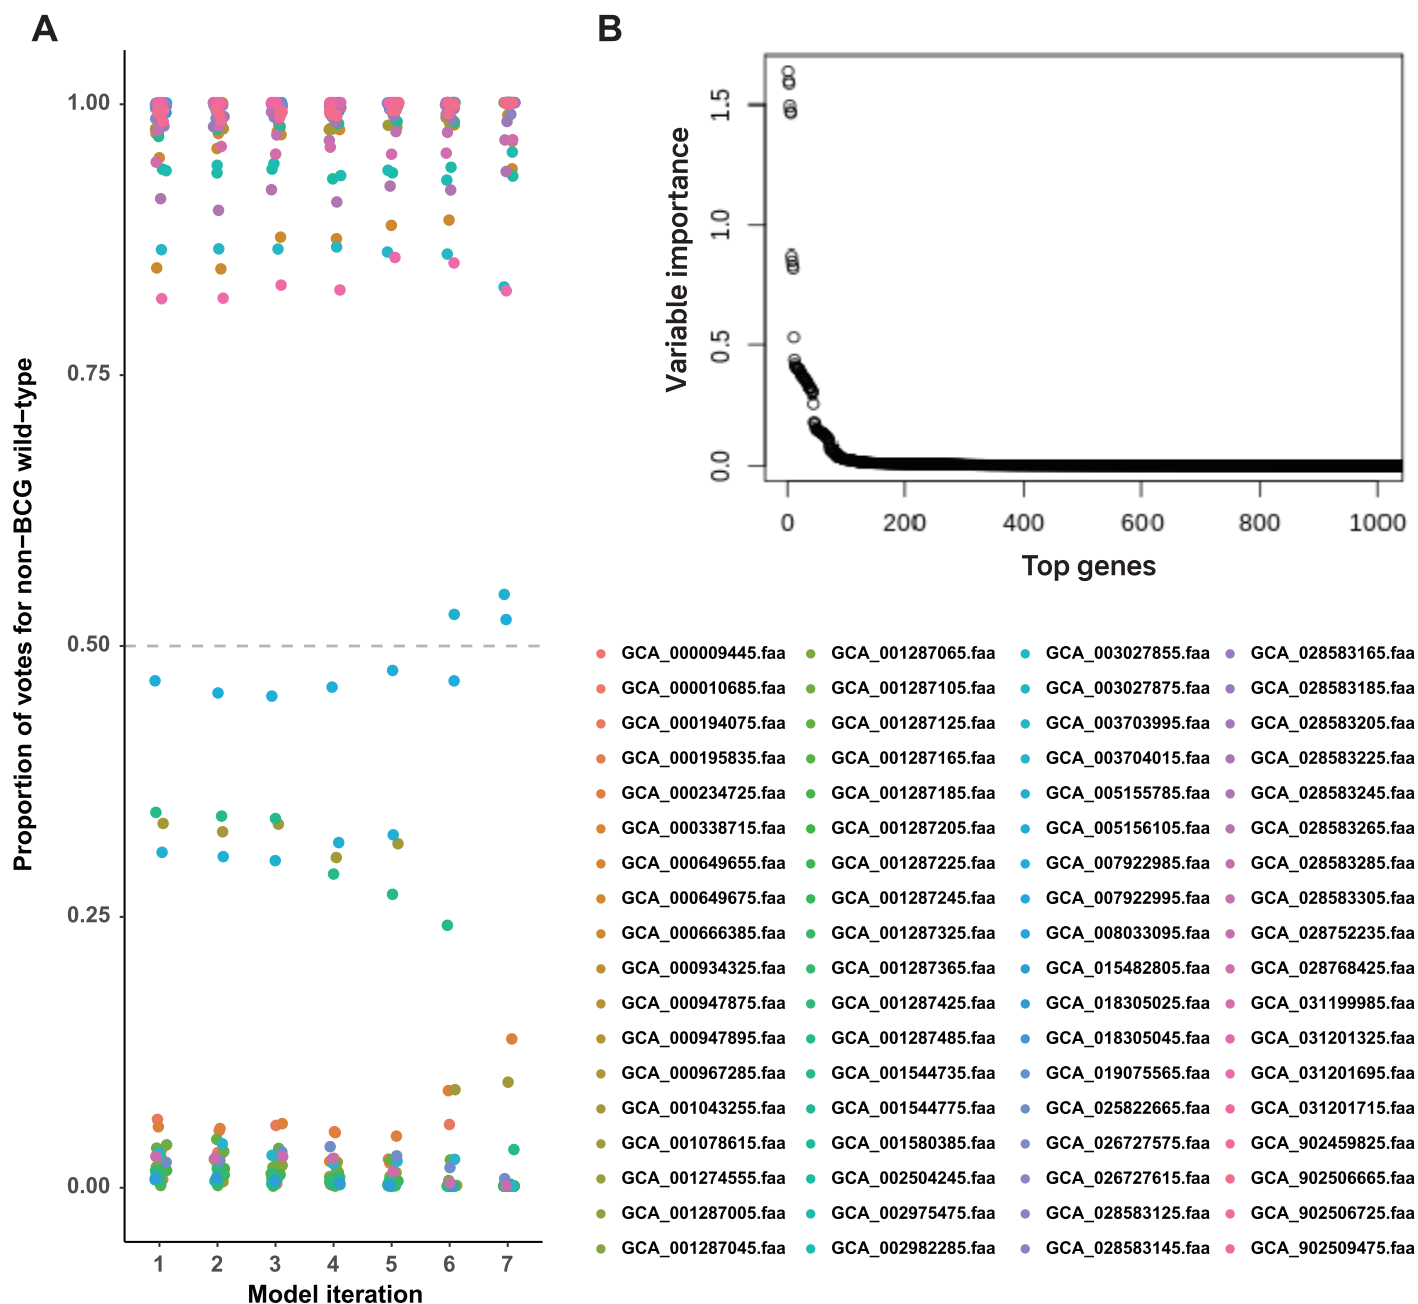 A
B
Proportion of votes for non−BCG wild−type
1.00
0.75
0.50
0.25
0.00
1 2 3 4 5 6 7
Model iteration
Variable importance
1.5
1.0
0.5
0.0
0 200 400 600 800 1000
Top genes
GCA_000009445.faa GCA_001287065.faa GCA_003027855.faa GCA_028583165.faa
GCA_000010685.faa GCA_001287105.faa GCA_003027875.faa GCA_028583185.faa
GCA_000194075.faa GCA_001287125.faa GCA_003703995.faa GCA_028583205.faa
GCA_000195835.faa GCA_001287165.faa GCA_003704015.faa GCA_028583225.faa
GCA_000234725.faa GCA_001287185.faa GCA_005155785.faa GCA_028583245.faa
GCA_000338715.faa GCA_001287205.faa GCA_005156105.faa GCA_028583265.faa
GCA_000649655.faa GCA_001287225.faa GCA_007922985.faa GCA_028583285.faa
GCA_000649675.faa GCA_001287245.faa GCA_007922995.faa GCA_028583305.faa
GCA_000666385.faa GCA_001287325.faa GCA_008033095.faa GCA_028752235.faa
GCA_000934325.faa GCA_001287365.faa GCA_015482805.faa GCA_028768425.faa
GCA_000947875.faa GCA_001287425.faa GCA_018305025.faa GCA_031199985.faa
GCA_000947895.faa GCA_001287485.faa GCA_018305045.faa GCA_031201325.faa
GCA_000967285.faa GCA_001544735.faa GCA_019075565.faa GCA_031201695.faa
GCA_001043255.faa GCA_001544775.faa GCA_025822665.faa GCA_031201715.faa
GCA_001078615.faa GCA_001580385.faa GCA_026727575.faa GCA_902459825.faa
GCA_001274555.faa GCA_002504245.faa GCA_026727615.faa GCA_902506665.faa
GCA_001287005.faa GCA_002975475.faa GCA_028583125.faa GCA_902506725.faa
GCA_001287045.faa GCA_002982285.faa GCA_028583145.faa GCA_902509475.faa